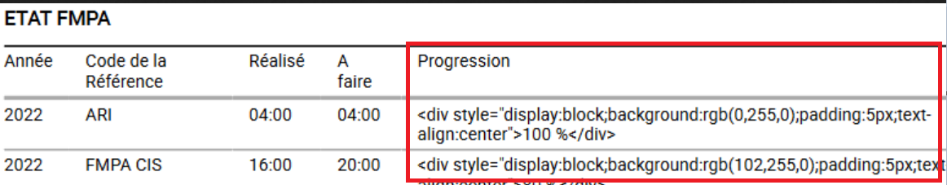 ETAT FMPA
Année Code de la Référence Réalisé A faire Progression
2022 ARI 04:00 04:00 <div style="display:block;background:rgb(0,255,0);padding:5px;text-
align:center">100 %</div>
2022 FMPA CIS 16:00 20:00 <div style="display:block;background:rgb(102,255,0);padding:5px;text